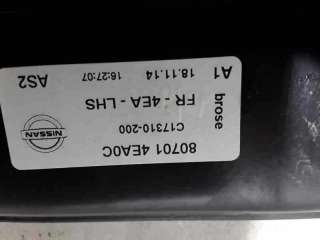 A1 18.11.14 16:27:07 AS2
brose FR - 4EA - LHS
C17310-200
NISSAN
80701 4EA0C